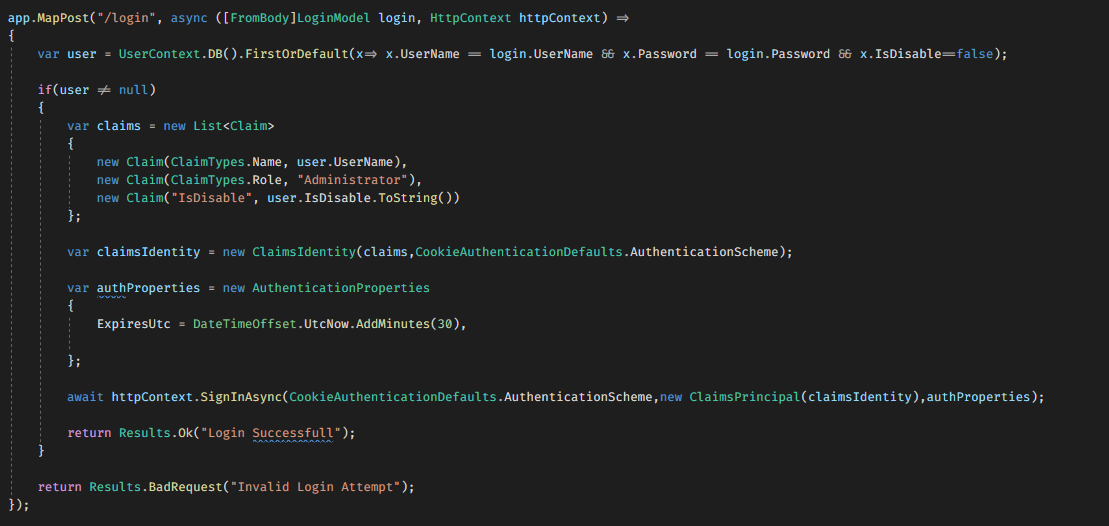 app.MapPost("/login", async ([FromBody]LoginModel login, HttpContext httpContext) =>
{
var user = UserContext.DB().FirstOrDefault(x=> x.UserName == login.UserName && x.Password == login.Password && x.IsDisable==false);
if(user != null)
{
var claims = new List<Claim>
{
new Claim(ClaimTypes.Name, user.UserName),
new Claim(ClaimTypes.Role, "Administrator"),
new Claim("IsDisable", user.IsDisable.ToString())
};
var claimsIdentity = new ClaimsIdentity(claims,CookieAuthenticationDefaults.AuthenticationScheme);
var authProperties = new AuthenticationProperties
{
ExpiresUtc = DateTimeOffset.UtcNow.AddMinutes(30),
};
await httpContext.SignInAsync(CookieAuthenticationDefaults.AuthenticationScheme,new ClaimsPrincipal(claimsIdentity),authProperties);
return Results.Ok("Login Successfull");
}
return Results.BadRequest("Invalid Login Attempt");
});